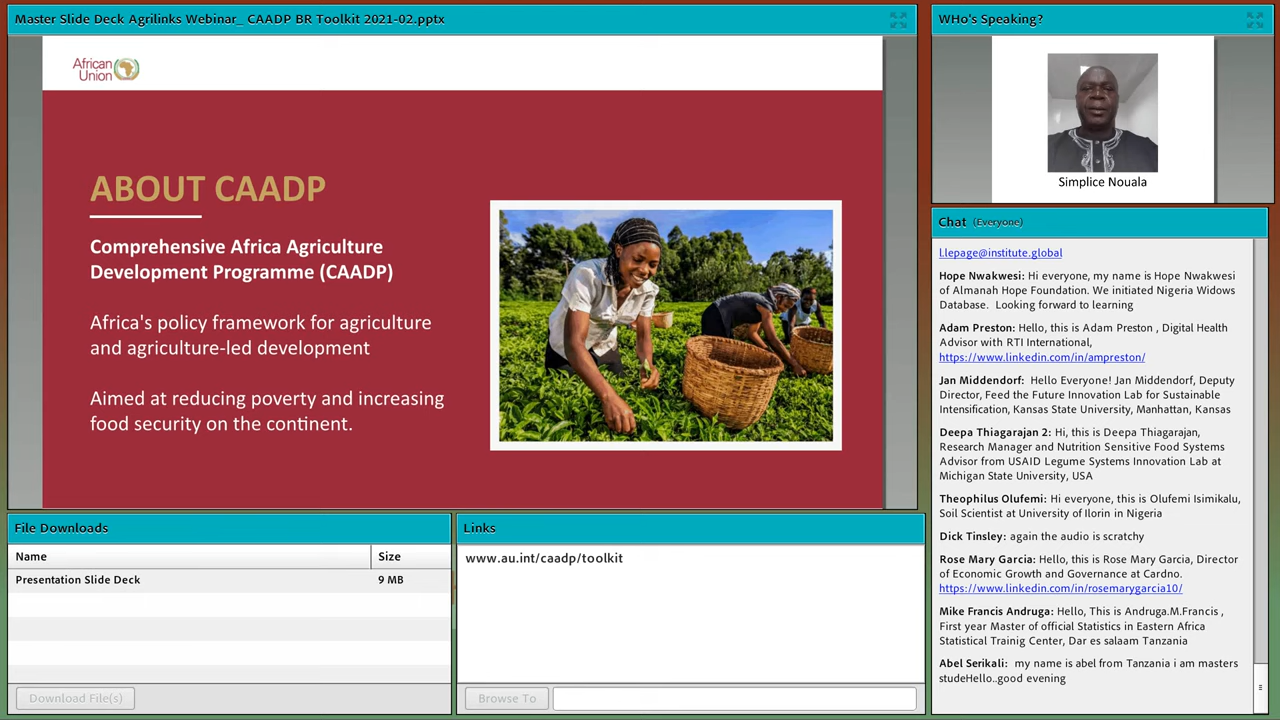 Master Slide Deck Agrilinks Webinar_ CAADP BR Toolkit 2021-02.pptx
African
Union
ABOUT CAADP
Comprehensive Africa Agriculture
Development Programme (CAADP)
Africa's policy framework for agriculture
and agriculture-led development
Aimed at reducing poverty and increasing
food security on the continent.
File Downloads
Name Size
Presentation Slide Deck 9 MB
Download File(s)
Links
www.au.int/caadp/toolkit
Browse To
WHo's Speaking?
Simplice Nouala
Chat (Everyone)
l.lepage@institute.global
Hope Nwakwesi: Hi everyone, my name is Hope Nwakwesi
of Almanah Hope Foundation. We initiated Nigeria Widows
Database. Looking forward to learning
Adam Preston: Hello, this is Adam Preston , Digital Health
Advisor with RTI International,
https://www.linkedin.com/in/ampreston/
Jan Middendorf: Hello Everyone! Jan Middendorf, Deputy
Director, Feed the Future Innovation Lab for Sustainable
Intensification, Kansas State University, Manhattan, Kansas
Deepa Thiagarajan 2: Hi, this is Deepa Thiagarajan,
Research Manager and Nutrition Sensitive Food Systems
Advisor from USAID Legume Systems Innovation Lab at
Michigan State University, USA
Theophilus Olufemi: Hi everyone, this is Olufemi Isimikalu,
Soil Scientist at University of Ilorin in Nigeria
Dick Tinsley: again the audio is scratchy
Rose Mary Garcia: Hello, this is Rose Mary Garcia, Director
of Economic Growth and Governance at Cardno.
https://www.linkedin.com/in/rosemarygarcia10/
Mike Francis Andruga: Hello, This is Andruga.M.Francis ,
First year Master of official Statistics in Eastern Africa
Statistical Trainig Center, Dar es salaam Tanzania
Abel Serikali: my name is abel from Tanzania i am masters
studeHello..good evening